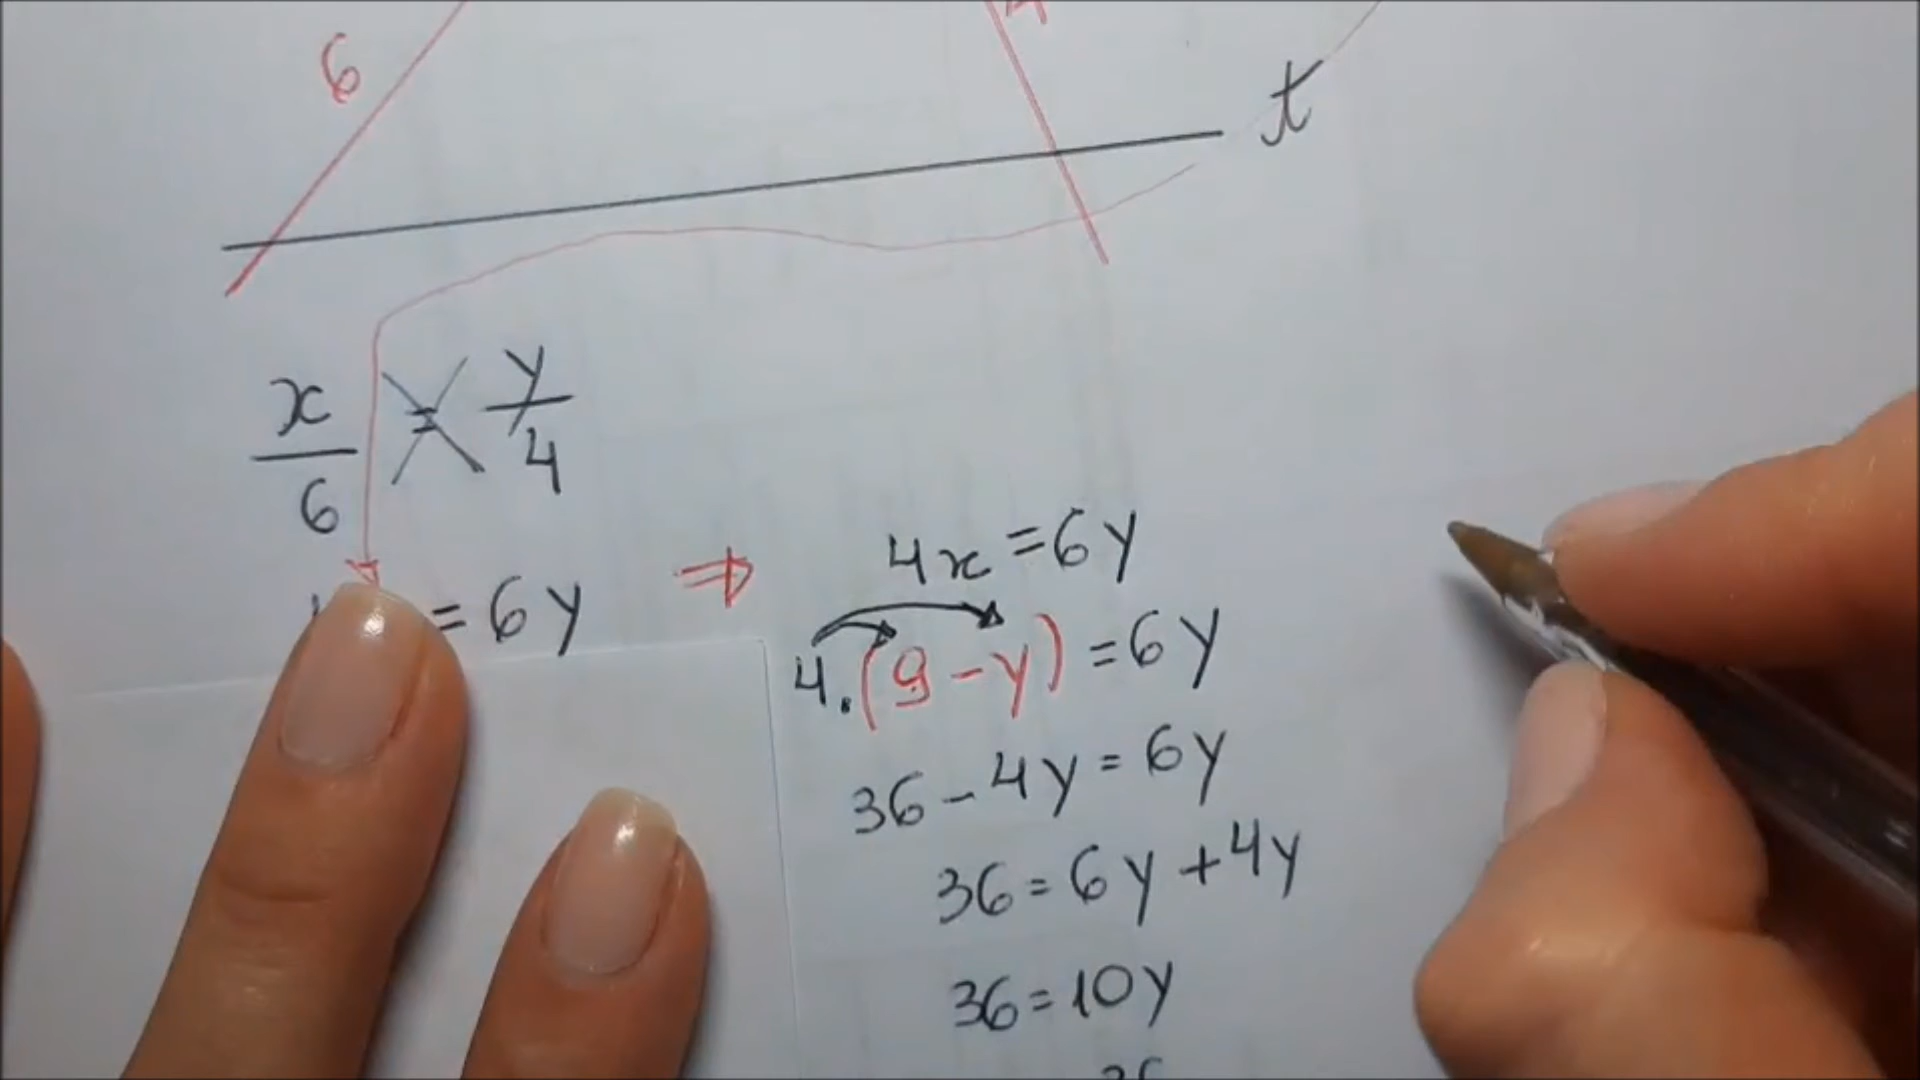 6
t
x/6 = y/4
= 6y ⇒ 4x = 6y
4.(9 - y) = 6y
36 - 4y = 6y
36 = 6y + 4y
36 = 10y